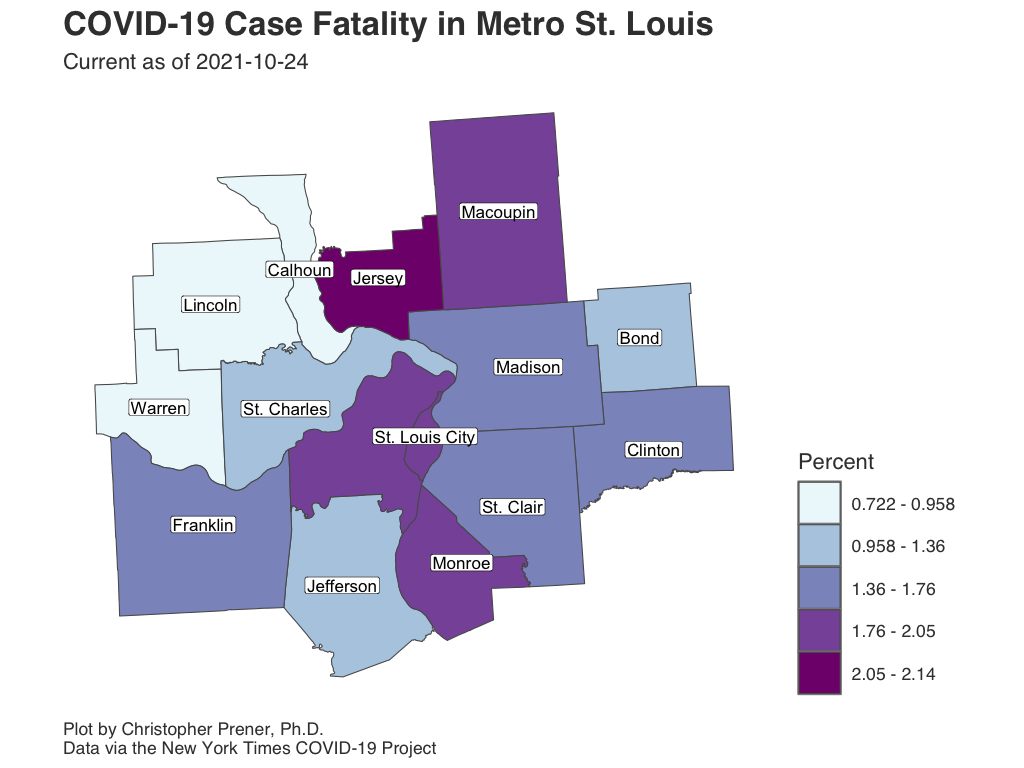 COVID-19 Case Fatality in Metro St. Louis
Current as of 2021-10-24
Macoupin
Calhoun
Jersey
Lincoln
Bond
Madison
Warren
St. Charles
St. Louis City
Clinton
Franklin
St. Clair
Monroe
Jefferson
Percent
0.722 - 0.958
0.958 - 1.36
1.36 - 1.76
1.76 - 2.05
2.05 - 2.14
Plot by Christopher Prener, Ph.D.
Data via the New York Times COVID-19 Project